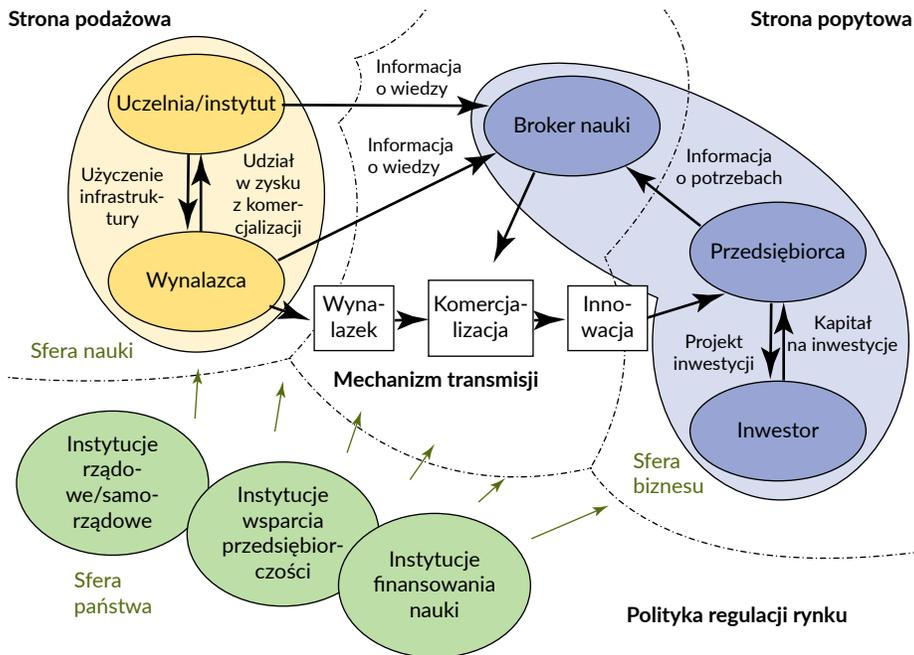 Strona podażowa
Strona popytowa
Uczelnia/instytut
Informacja
o wiedzy
Broker nauki
Informacja
o wiedzy
Użyczenie
infrastruk-
tury
Udział
w zysku
z komer-
cjalizacji
Informacja
o potrzebach
Wynalazca
Przedsiębiorca
Wyna-
lazek
Komercja-
lizacja
Inno-
wacja
Projekt
inwestycji
Kapitał
na inwestycje
Sfera nauki
Mechanizm transmisji
Inwestor
Instytucje
rządo-
we/samo-
rządowe
Instytucje
wsparcia
przedsiębior-
czości
Instytucje
finansowania
nauki
Sfera
biznesu
Sfera
państwa
Polityka regulacji rynku